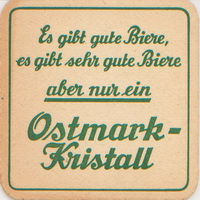 Es gibt gute Biere,
es gibt sehr gute Biere
aber nur ein
Ostmark-
Kristall